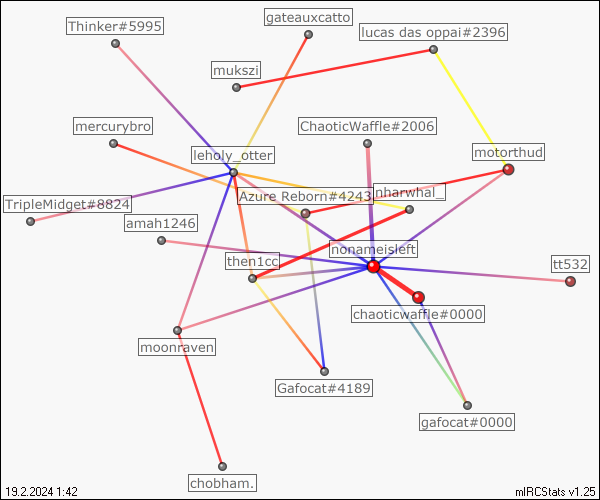 gateauxcatto
Thinker#5995
lucas das oppai#2396
mukszi
mercurybro
ChaoticWaffle#2006
leholy_otter
motorthud
Azure Reborn#4243
nharwhal_
TripleMidget#8824
amah1246
nonameisleft
then1cc
tt532
chaoticwaffle#0000
moonraven
Gafocat#4189
gafocat#0000
chobham.
19.2.2024 1:42
mIRCStats v1.25